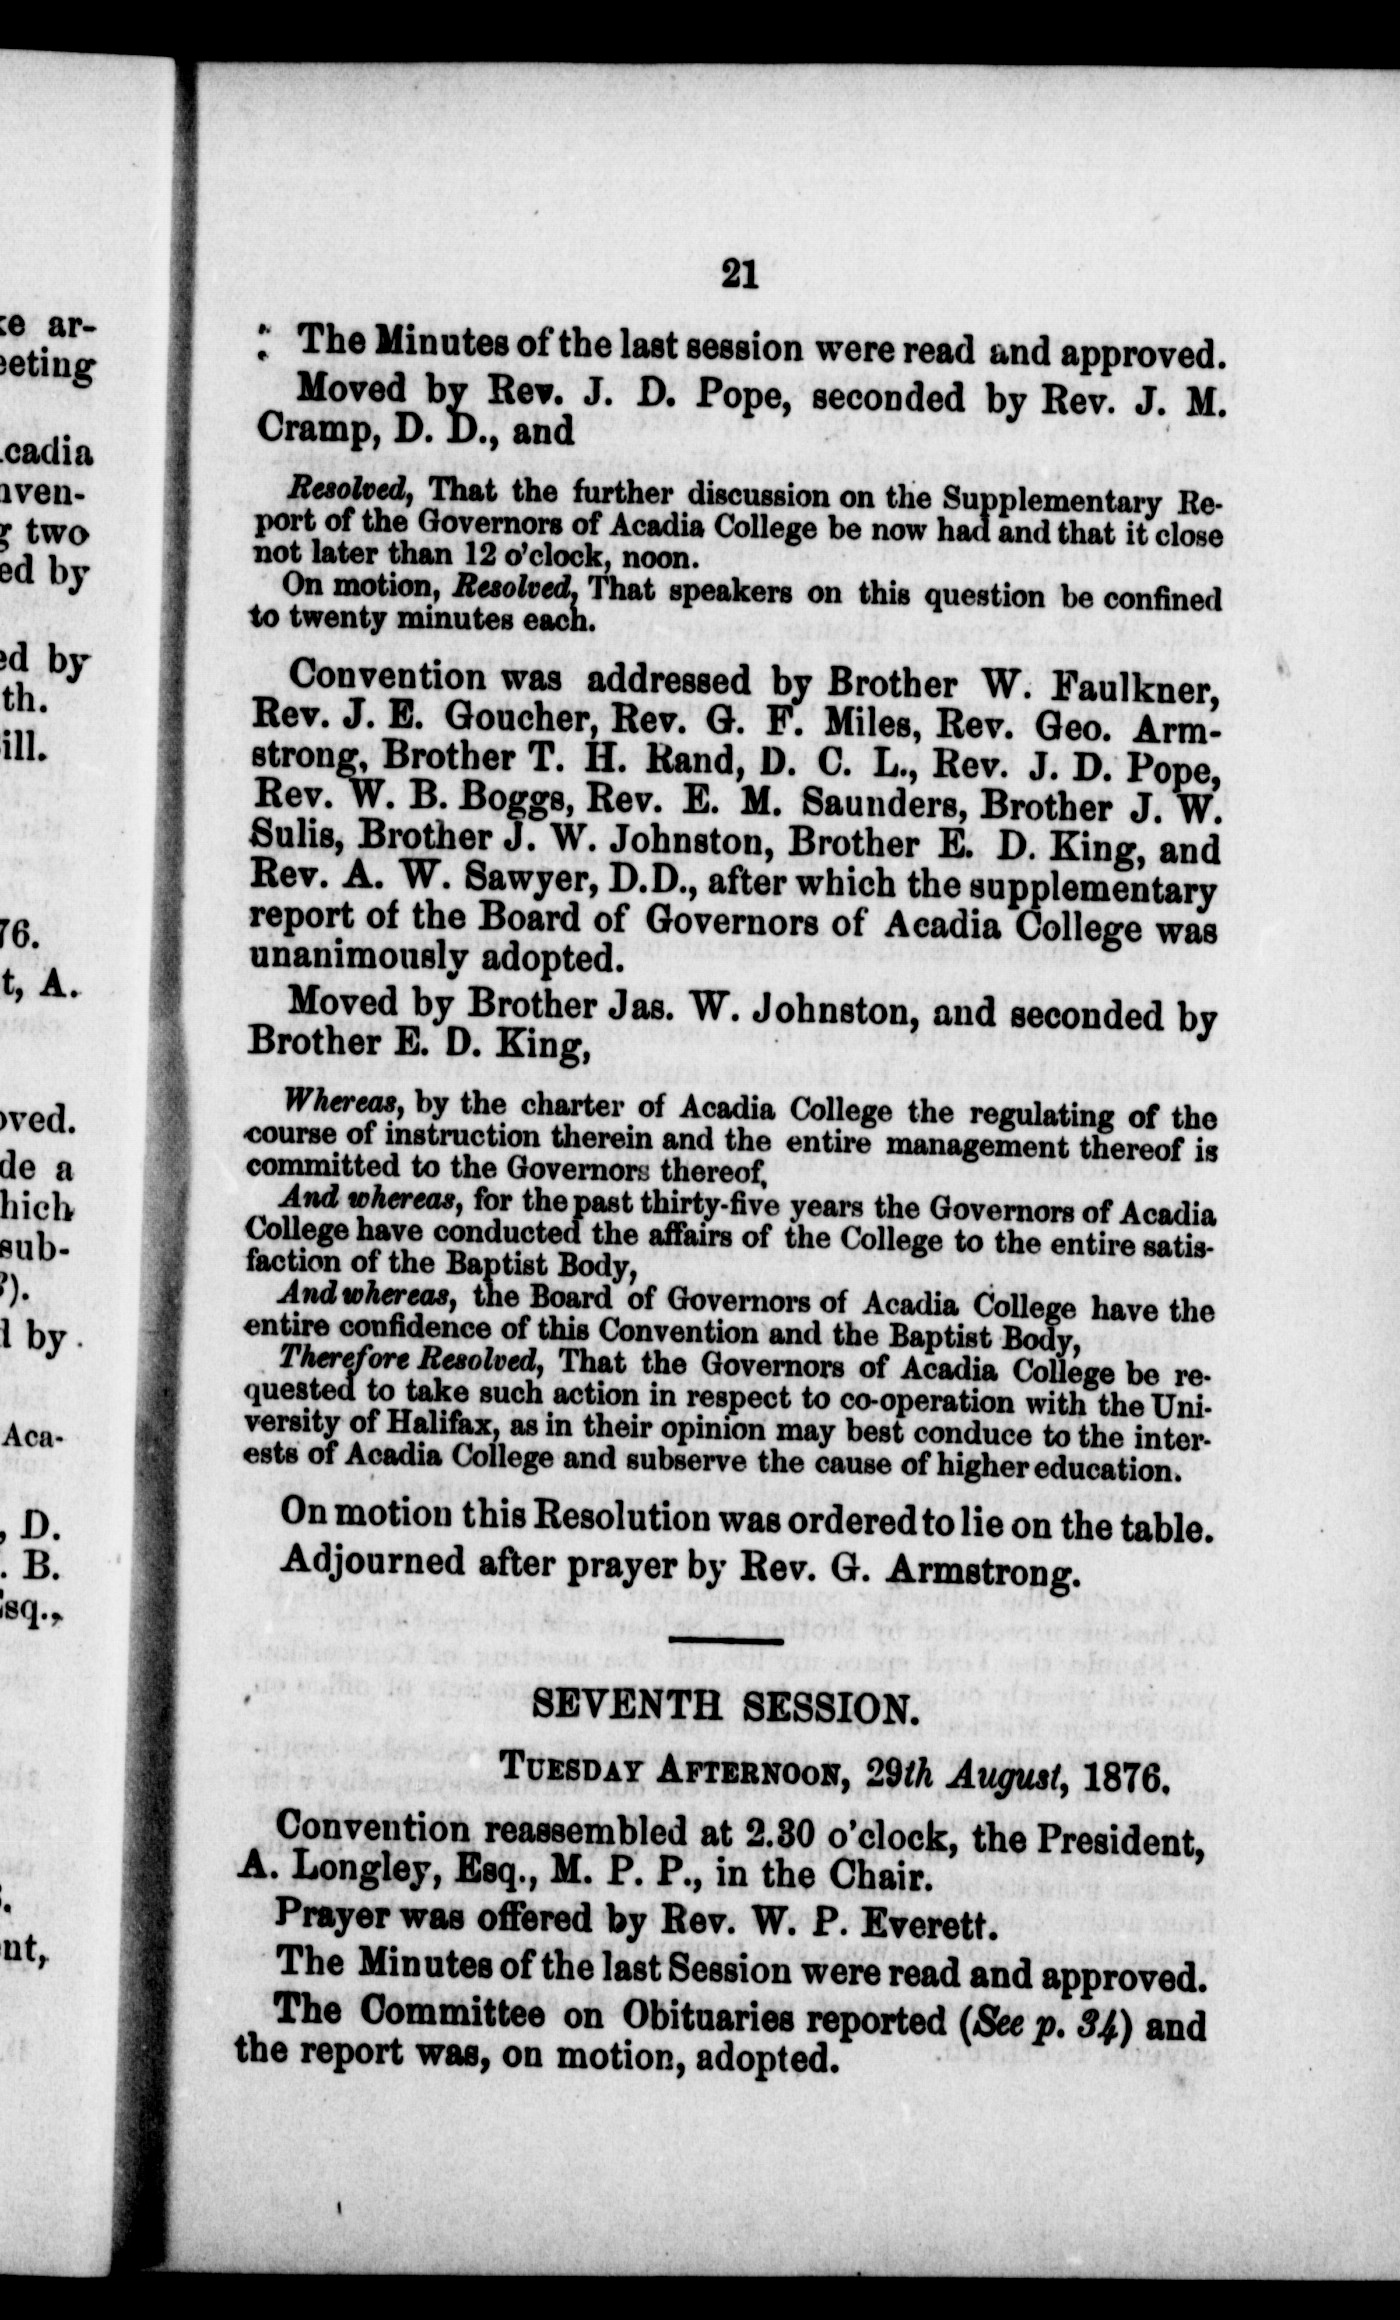 21
The Minutes of the last session were read and approved.
Moved by Rev. J. D. Pope, seconded by Rev. J. M.
Cramp, D. D., and
Resolved, That the further discussion on the Supplementary Re-
port of the Governors of Acadia College be now had and that it close
not later than 12 o'clock, noon.
On motion, Resolved, That speakers on this question be confined
to twenty minutes each.
Convention was addressed by Brother W. Faulkner,
Rev. J. E. Goucher, Rev. G. F. Miles, Rev. Geo. Arm-
strong, Brother T. H. Rand, D. C. L., Rev. J. D. Pope,
Rev. W. B. Boggs, Rev. E. M. Saunders, Brother J. W.
Sulis, Brother J. W. Johnston, Brother E. D. King, and
Rev. A. W. Sawyer, D.D., after which the supplementary
report of the Board of Governors of Acadia College was
unanimously adopted.
Moved by Brother Jas. W. Johnston, and seconded by
Brother E. D. King,
Whereas, by the charter of Acadia College the regulating of the
course of instruction therein and the entire management thereof is
committed to the Governors thereof,
And whereas, for the past thirty-five years the Governors of Acadia
College have conducted the affairs of the College to the entire satis-
faction of the Baptist Body,
And whereas, the Board of Governors of Acadia College have the
entire confidence of this Convention and the Baptist Body,
Therefore Resolved, That the Governors of Acadia College be re-
quested to take such action in respect to co-operation with the Uni-
versity of Halifax, as in their opinion may best conduce to the inter-
ests of Acadia College and subserve the cause of higher education.
On motion this Resolution was ordered to lie on the table.
Adjourned after prayer by Rev. G. Armstrong.
SEVENTH SESSION.
TUESDAY AFTERNOON, 29th August, 1876.
Convention reassembled at 2.30 o'clock, the President,
A. Longley, Esq., M. P. P., in the Chair.
Prayer was offered by Rev. W. P. Everett.
The Minutes of the last Session were read and approved.
The Committee on Obituaries reported (See p. 34) and
the report was, on motion, adopted.